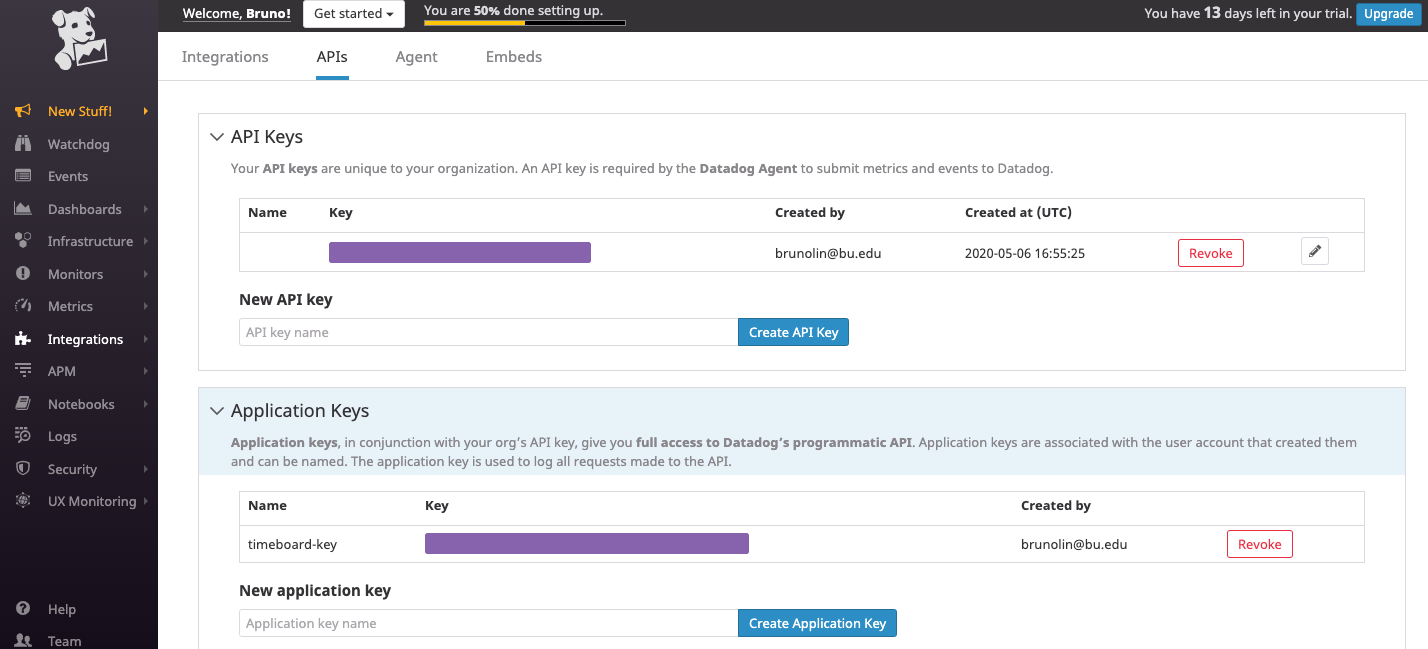 Welcome, Bruno!
Get started
You are 50% done setting up.
You have 13 days left in your trial.
Upgrade
Integrations
APIs
Agent
Embeds
New Stuff!
Watchdog
Events
Dashboards
Infrastructure
Monitors
Metrics
Integrations
APM
Notebooks
Logs
Security
UX Monitoring
Help
Team
API Keys
Your API keys are unique to your organization. An API key is required by the Datadog Agent to submit metrics and events to Datadog.
Name Key Created by Created at (UTC)
brunolin@bu.edu 2020-05-06 16:55:25 Revoke
New API key
API key name Create API Key
Application Keys
Application keys, in conjunction with your org’s API key, give you full access to Datadog’s programmatic API. Application keys are associated with the user account that created them
and can be named. The application key is used to log all requests made to the API.
Name Key Created by
timeboard-key brunolin@bu.edu Revoke
New application key
Application key name Create Application Key